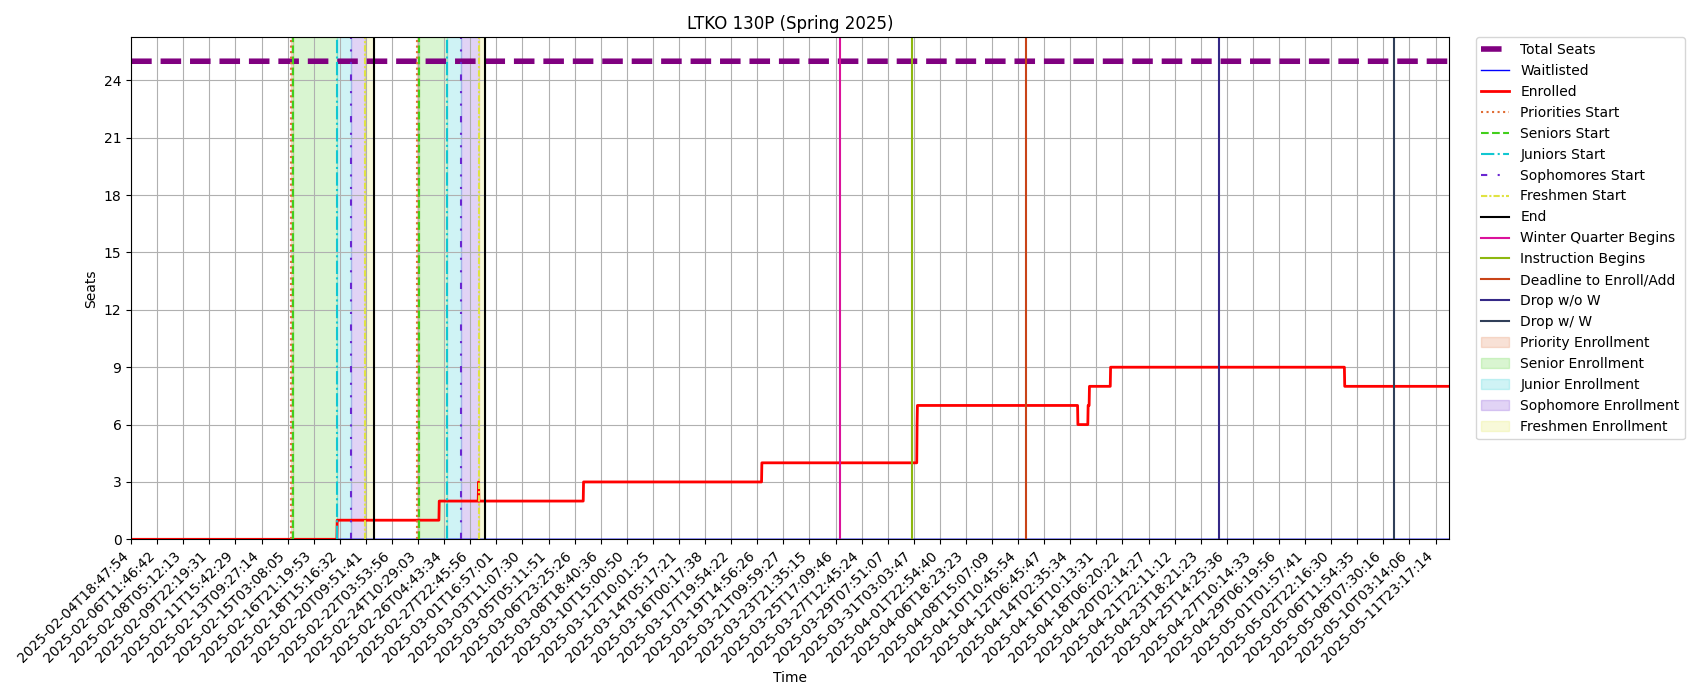 LTKO 130P (Spring 2025)
Seats
24
21
18
15
12
9
6
3
0
2025-02-04T18:47:54
2025-02-06T11:46:42
2025-02-08T05:12:13
2025-02-09T22:19:31
2025-02-11T15:42:29
2025-02-13T09:27:14
2025-02-15T03:08:05
2025-02-16T21:19:53
2025-02-18T15:16:32
2025-02-20T09:51:41
2025-02-22T03:53:56
2025-02-24T10:29:03
2025-02-26T04:43:34
2025-02-27T22:45:56
2025-03-01T16:57:01
2025-03-03T11:07:30
2025-03-05T05:11:51
2025-03-06T23:25:26
2025-03-08T18:40:36
2025-03-10T15:00:50
2025-03-12T10:01:25
2025-03-14T05:17:21
2025-03-16T00:17:38
2025-03-17T19:54:22
2025-03-19T14:56:26
2025-03-21T09:59:27
2025-03-23T21:35:15
2025-03-25T17:09:46
2025-03-27T12:45:24
2025-03-29T07:51:07
2025-03-31T03:03:47
2025-04-01T22:54:40
2025-04-06T18:23:23
2025-04-08T15:07:09
2025-04-10T10:45:54
2025-04-12T06:45:47
2025-04-14T02:35:34
2025-04-16T10:13:31
2025-04-18T06:20:22
2025-04-20T02:14:27
2025-04-21T22:11:12
2025-04-23T18:21:23
2025-04-25T14:25:36
2025-04-27T10:14:33
2025-04-29T06:19:56
2025-05-01T01:57:41
2025-05-02T22:16:30
2025-05-06T11:54:35
2025-05-08T07:30:16
2025-05-10T03:14:06
2025-05-11T23:17:14
Time
Total Seats
Waitlisted
Enrolled
Priorities Start
Seniors Start
Juniors Start
Sophomores Start
Freshmen Start
End
Winter Quarter Begins
Instruction Begins
Deadline to Enroll/Add
Drop w/o W
Drop w/ W
Priority Enrollment
Senior Enrollment
Junior Enrollment
Sophomore Enrollment
Freshmen Enrollment